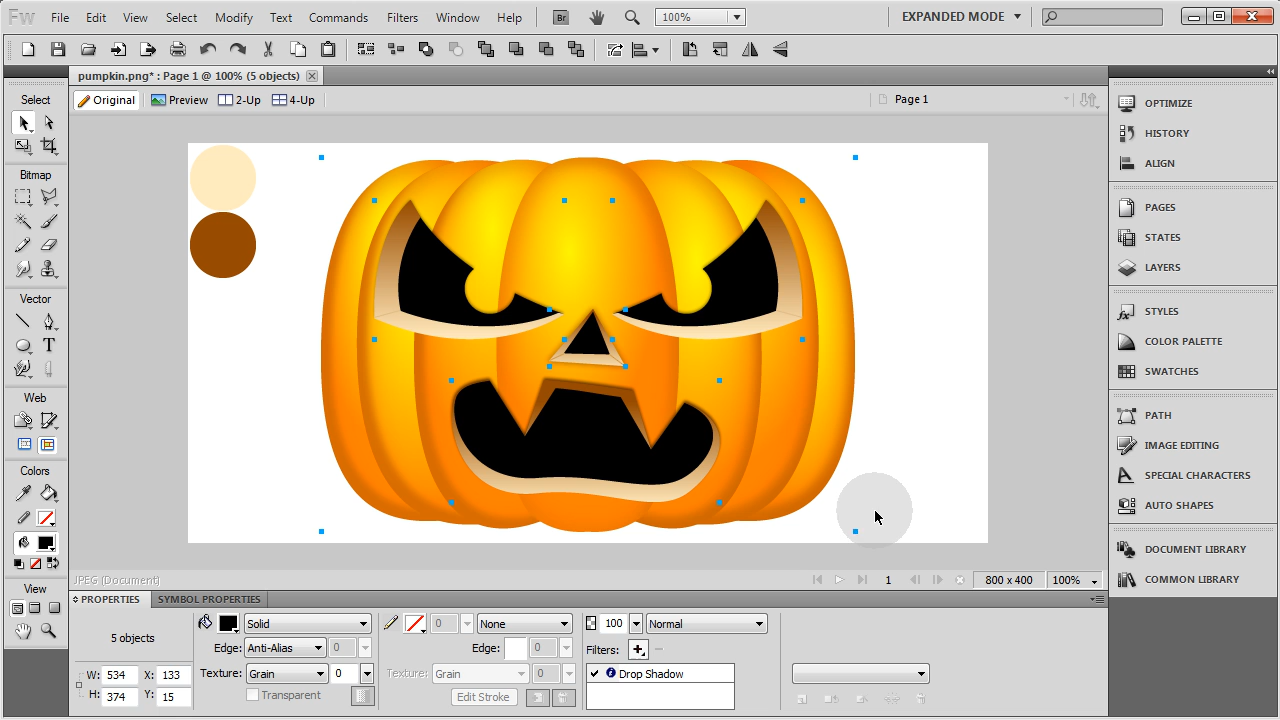 Fw File Edit View Select Modify Text Commands Filters Window Help Br 100% EXPANDED MODE
pumpkin.png* : Page 1 @ 100% (5 objects)
Original Preview 2-Up 4-Up Page 1
Select
Bitmap
Vector
T
Web
Colors
View
OPTIMIZE
HISTORY
ALIGN
PAGES
STATES
LAYERS
STYLES
COLOR PALETTE
SWATCHES
PATH
IMAGE EDITING
SPECIAL CHARACTERS
AUTO SHAPES
DOCUMENT LIBRARY
COMMON LIBRARY
JPEG (Document) 1 800 x 400 100%
PROPERTIES SYMBOL PROPERTIES
5 objects
W: 534 X: 133
H: 374 Y: 15
Solid
Edge: Anti-Alias 0
Texture: Grain 0
Transparent
0 None
Edge: 0
Texture: Grain 0
Edit Stroke
100 Normal
Filters:
Drop Shadow